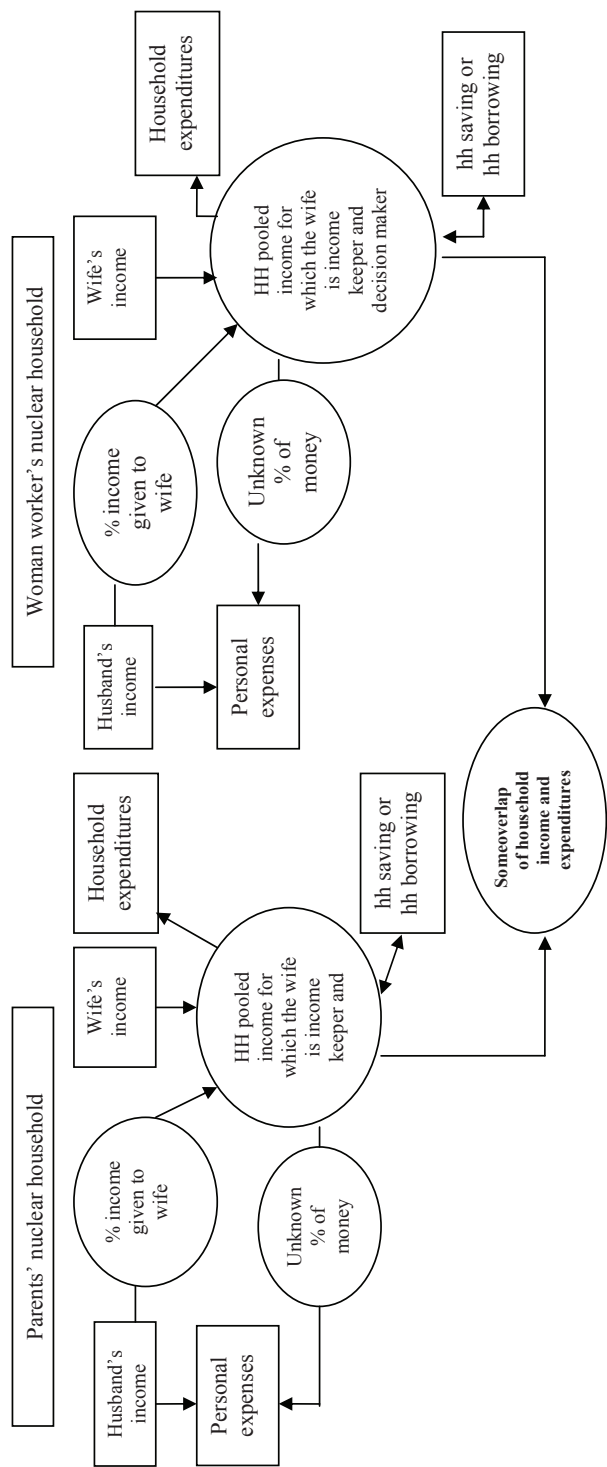 Parents’ nuclear household
Husband’s
income
% income
given to
wife
Wife’s
income
Household
expenditures
Personal
expenses
Unknown
% of
money
HH pooled
income for
which the wife
is income
keeper and
hh saving or
hh borrowing
Woman worker’s nuclear household
Husband’s
income
% income
given to
wife
Wife’s
income
Household
expenditures
Personal
expenses
Unknown
% of
money
HH pooled
income for
which the wife
is income
keeper and
decision maker
hh saving or
hh borrowing
Someoverlap
of household
income and
expenditures